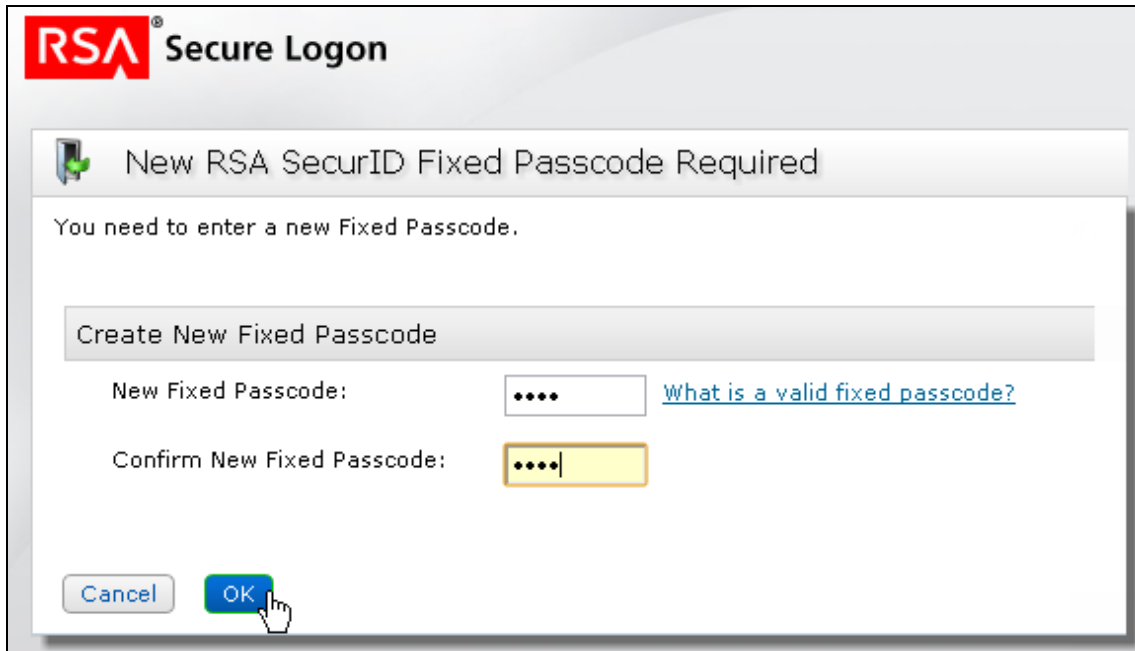 RSA® Secure Logon
New RSA SecurID Fixed Passcode Required
You need to enter a new Fixed Passcode.
Create New Fixed Passcode
New Fixed Passcode: •••• What is a valid fixed passcode?
Confirm New Fixed Passcode: ••••
Cancel OK